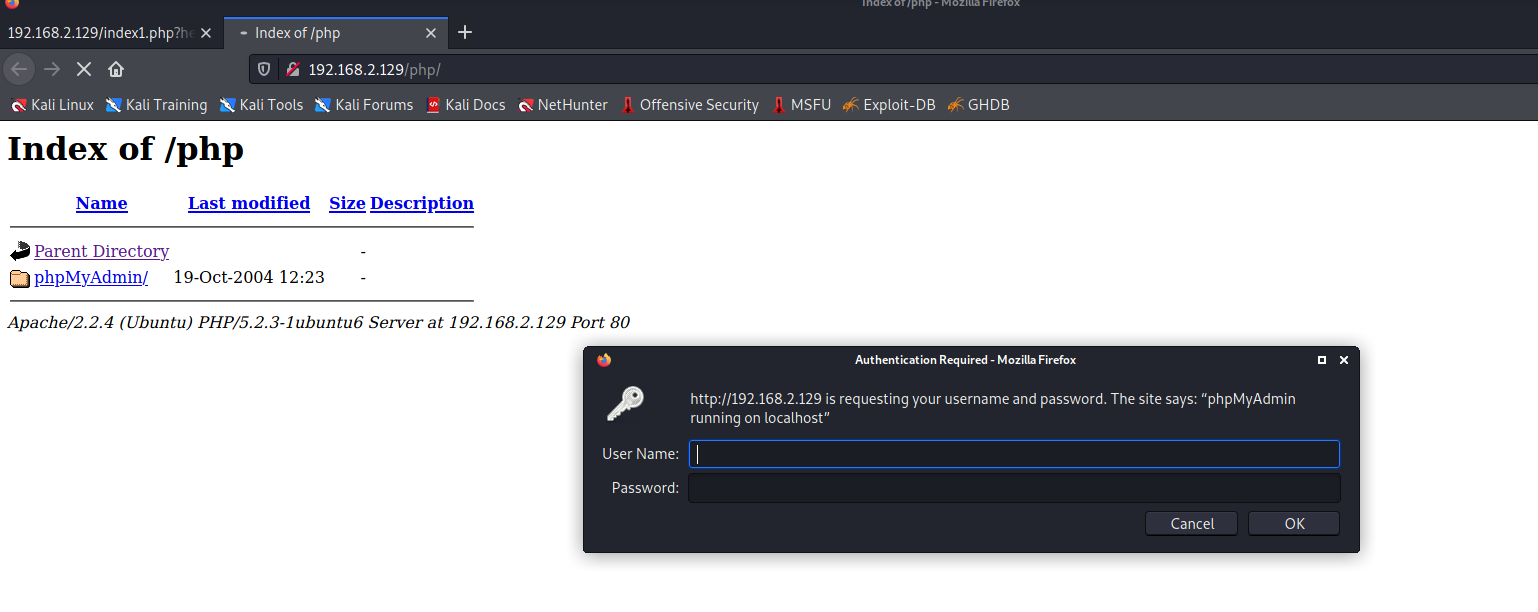 Index of /php - Mozilla Firefox
192.168.2.129/index1.php?he
Index of /php
192.168.2.129/php/
Kali Linux Kali Training Kali Tools Kali Forums Kali Docs NetHunter Offensive Security MSFU Exploit-DB GHDB
Index of /php
Name Last modified Size Description
Parent Directory -
phpMyAdmin/ 19-Oct-2004 12:23 -
Apache/2.2.4 (Ubuntu) PHP/5.2.3-1ubuntu6 Server at 192.168.2.129 Port 80
Authentication Required - Mozilla Firefox
http://192.168.2.129 is requesting your username and password. The site says: “phpMyAdmin
running on localhost”
User Name:
Password:
Cancel OK